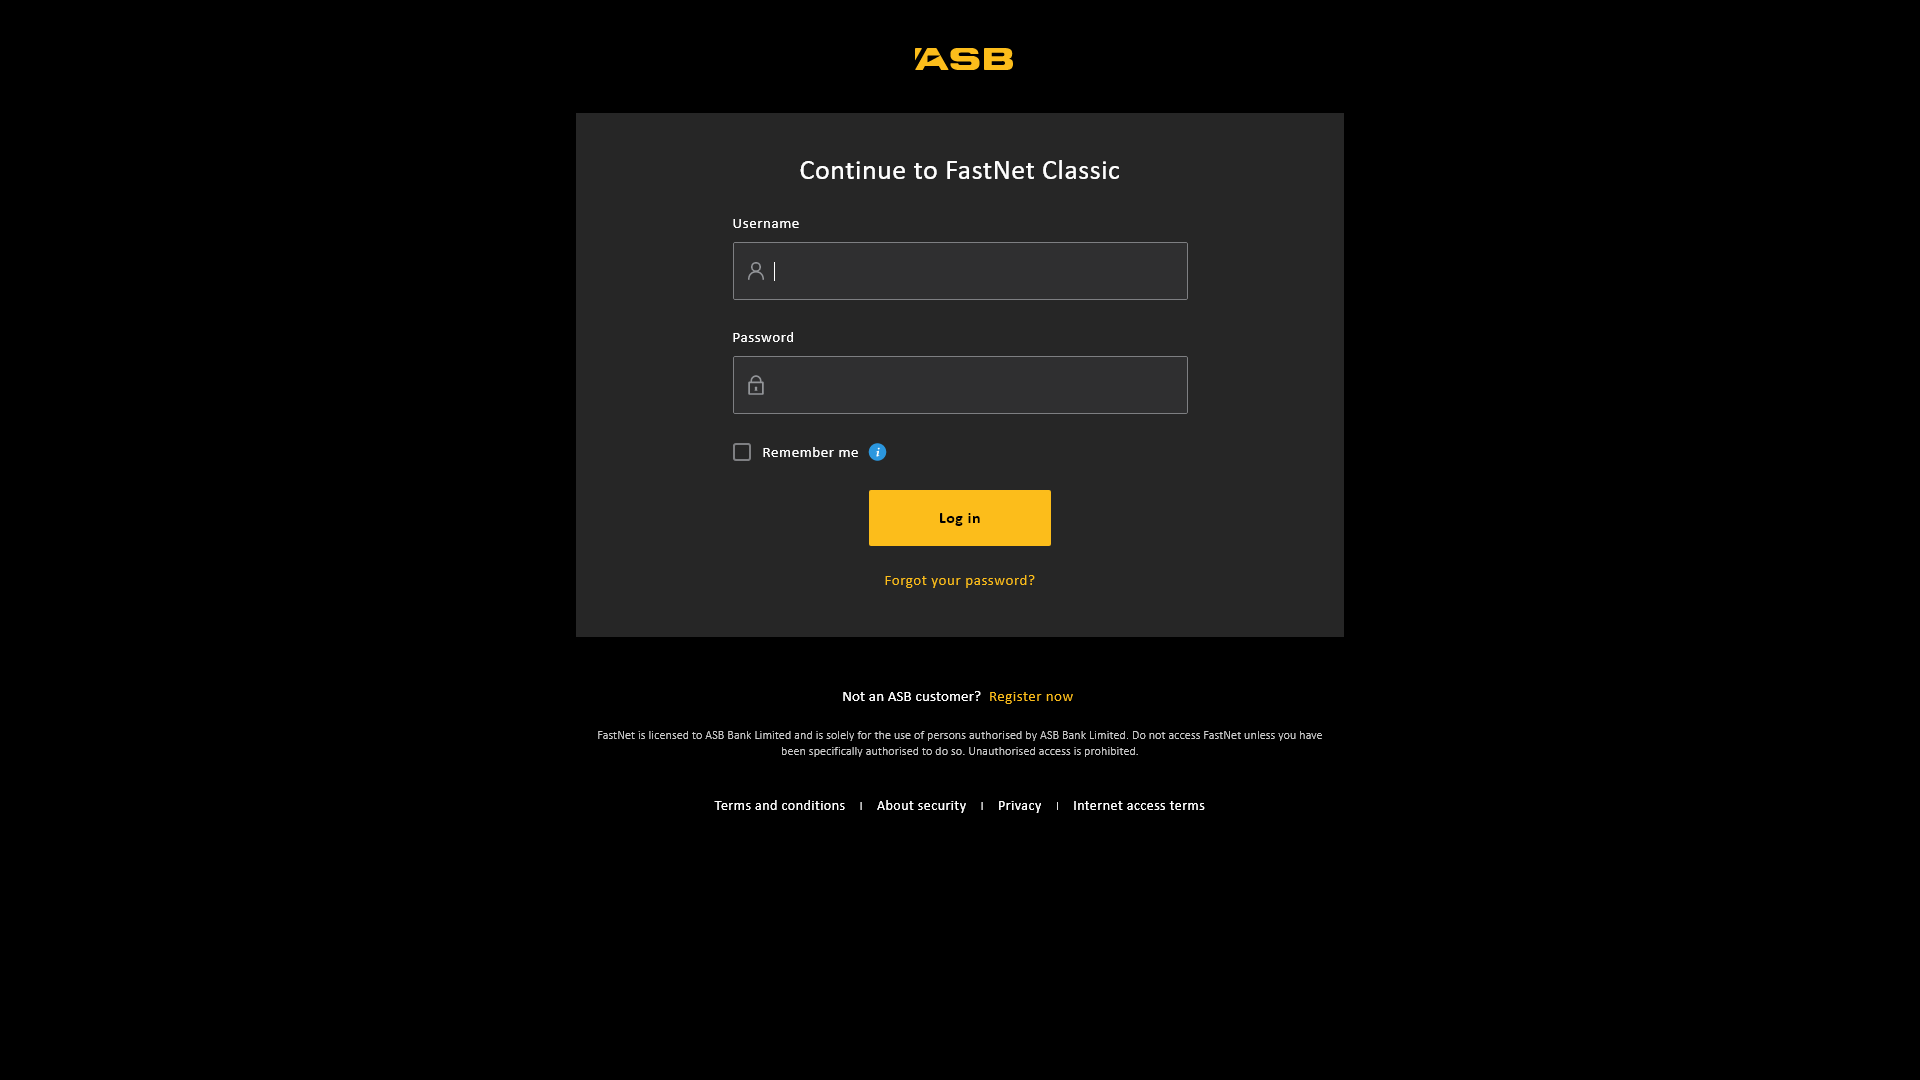 ASB
Continue to FastNet Classic
Username
Password
Remember me
Log in
Forgot your password?
Not an ASB customer? Register now
FastNet is licensed to ASB Bank Limited and is solely for the use of persons authorised by ASB Bank Limited. Do not access FastNet unless you have
been specifically authorised to do so. Unauthorised access is prohibited.
Terms and conditions | About security | Privacy | Internet access terms